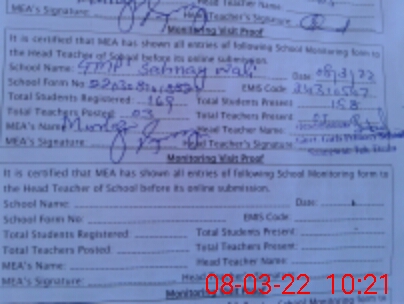 MEA's Signature: Head Teacher's Signature
Monitoring Visit Proof
It is certified that MEA has shown all entries of following School Monitoring form to
the Head Teacher of School before its online submission.
School Name: GMPS Date: 08/3/22
School Form No EMIS Code:
Total Students Registered: 169 Total Students Present 158
Total Teachers Posted: 03 Total Teachers Present
MEA's Name Head Teacher Name:
MEA's Signature: Head Teacher's Signature
Monitoring Visit Proof
It is certified that MEA has shown all entries of following School Monitoring form to
the Head Teacher of School before its online submission.
School Name: Date:
School Form No: EMIS Code:
Total Students Registered: Total Students Present:
Total Teachers Posted: Total Teachers Present:
MEA's Name: Head Teacher Name:
MEA's Signature: Head
08-03-22 10:21